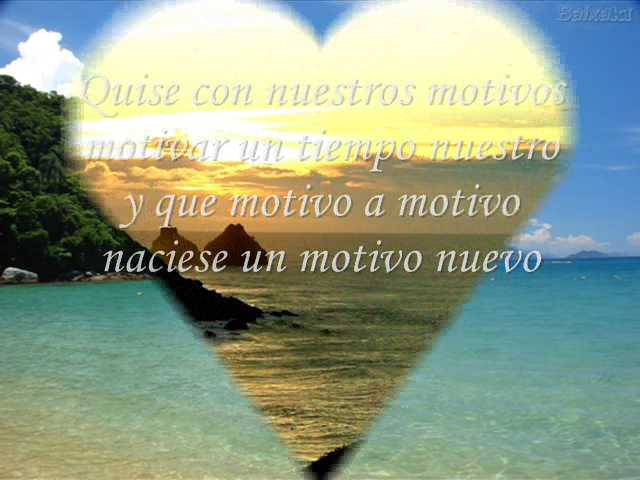 Baixaki
Quise con nuestros motivos
motivar un tiempo nuestro
y que motivo a motivo
naciese un motivo nuevo